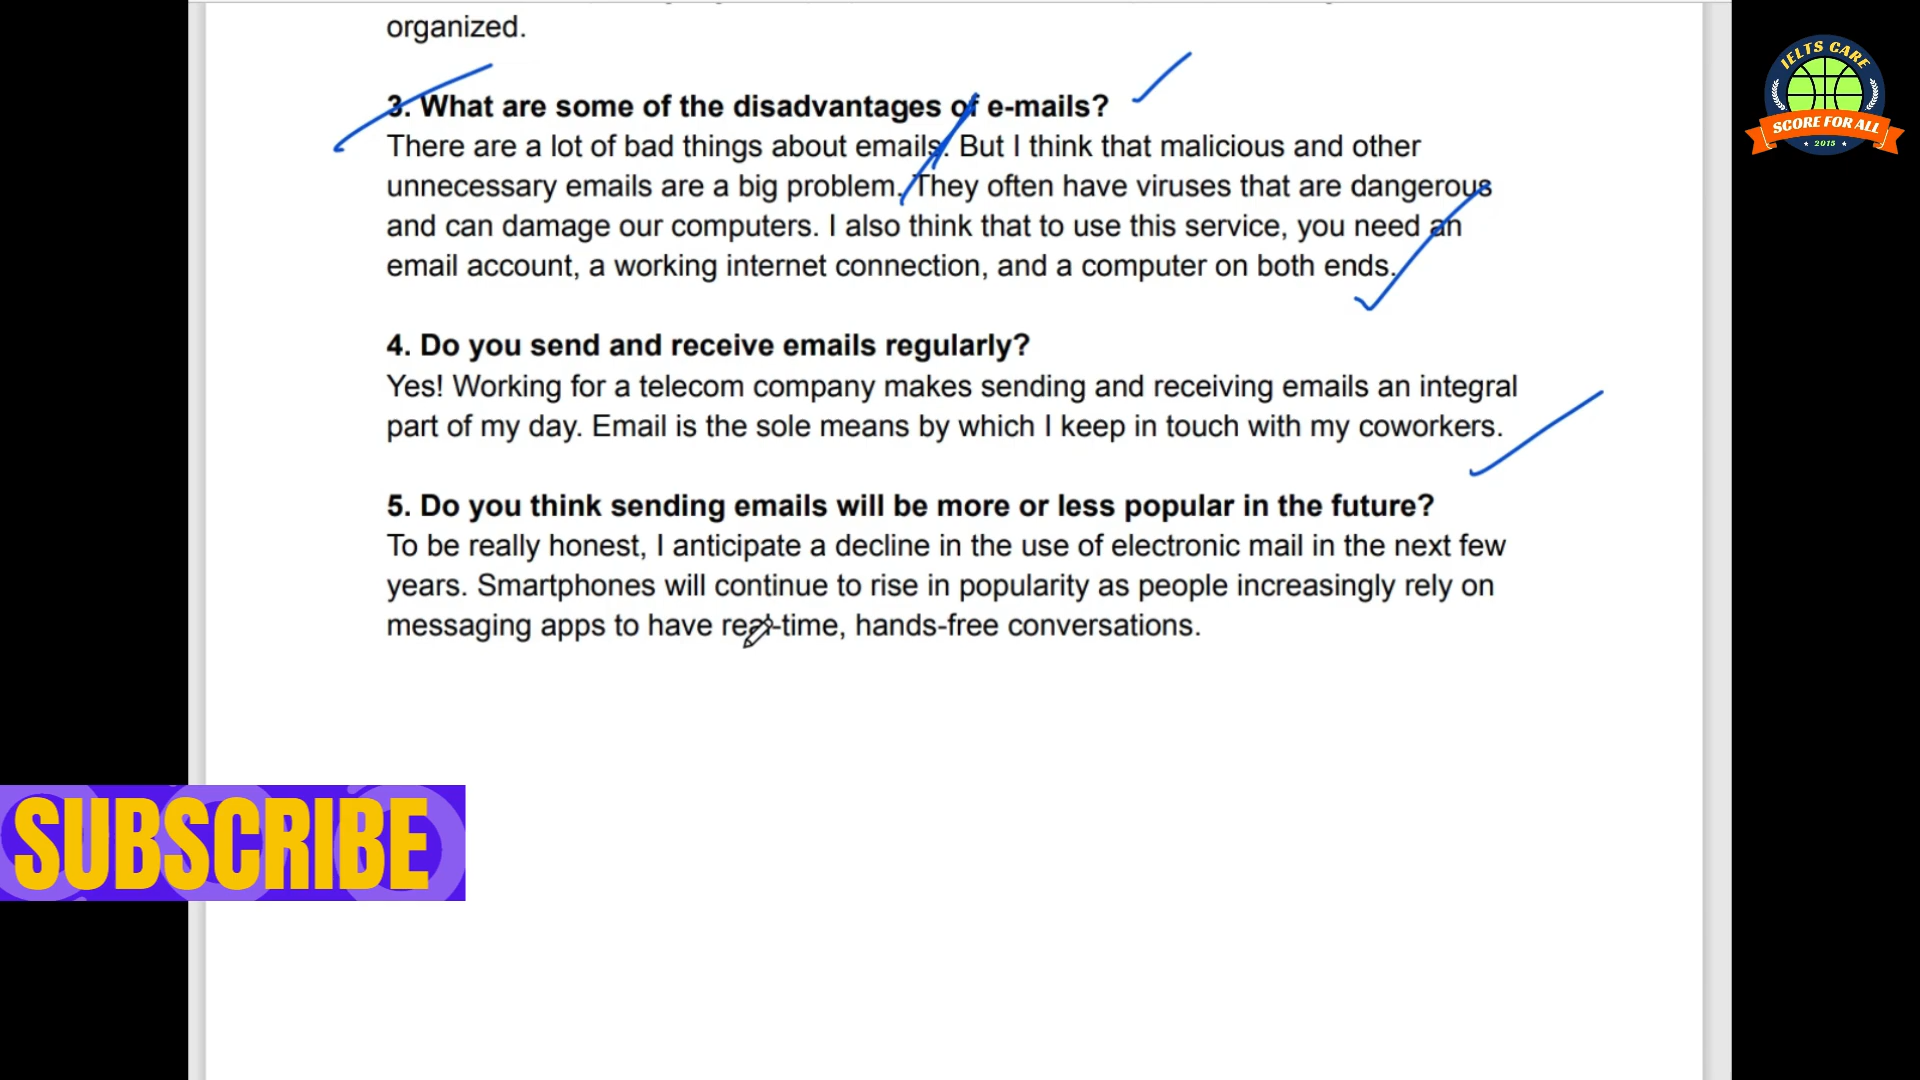 organized.
3. What are some of the disadvantages of e-mails?
There are a lot of bad things about emails. But I think that malicious and other
unnecessary emails are a big problem. They often have viruses that are dangerous
and can damage our computers. I also think that to use this service, you need an
email account, a working internet connection, and a computer on both ends.
4. Do you send and receive emails regularly?
Yes! Working for a telecom company makes sending and receiving emails an integral
part of my day. Email is the sole means by which I keep in touch with my coworkers.
5. Do you think sending emails will be more or less popular in the future?
To be really honest, I anticipate a decline in the use of electronic mail in the next few
years. Smartphones will continue to rise in popularity as people increasingly rely on
messaging apps to have real-time, hands-free conversations.
SUBSCRIBE
IELTS CARE
SCORE FOR ALL
2015